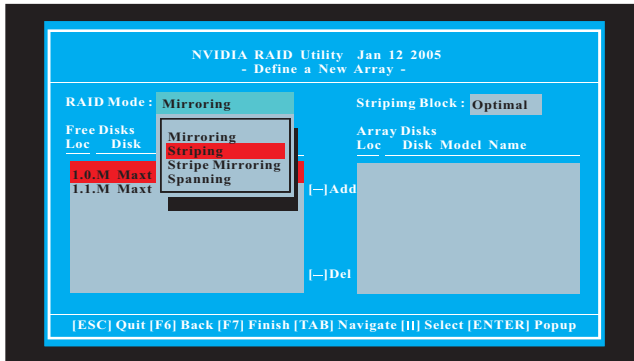 NVIDIA RAID Utility Jan 12 2005
- Define a New Array -
RAID Mode : Mirroring
Stripimg Block : Optimal
Free Disks
Loc Disk
Array Disks
Loc Disk Model Name
Mirroring
Striping
Stripe Mirroring
Spanning
1.0.M Maxt
1.1.M Maxt
[--]Add
[--]Del
[ESC] Quit [F6] Back [F7] Finish [TAB] Navigate [||] Select [ENTER] Popup